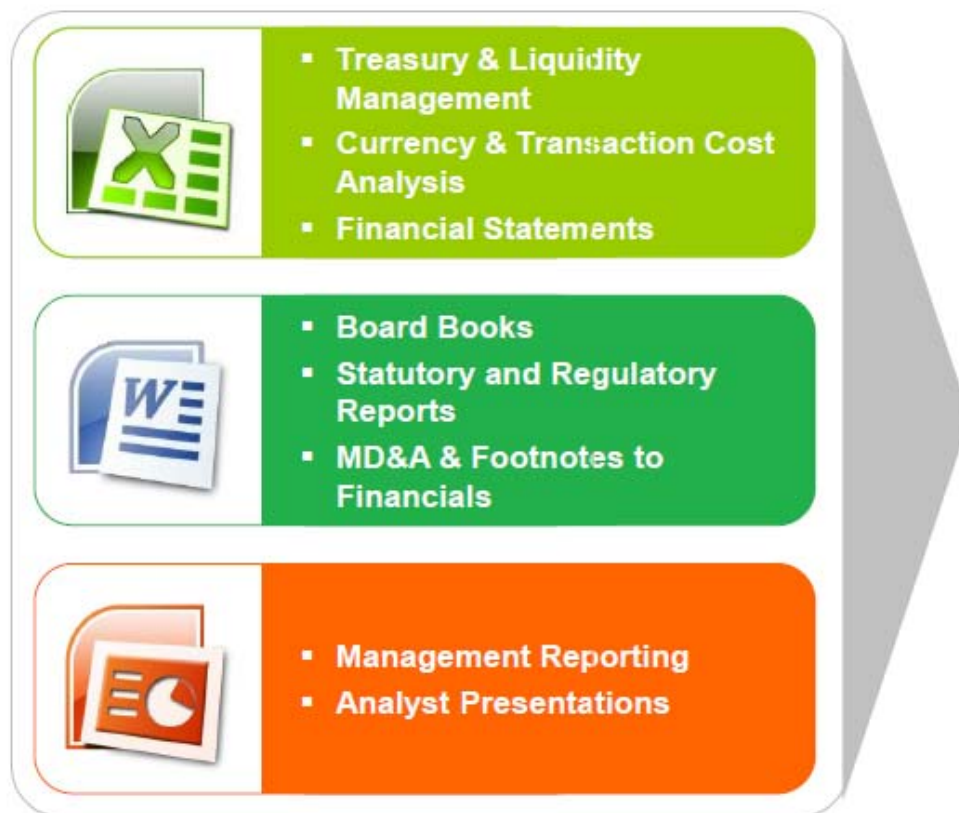 ▪ Treasury & Liquidity
Management
▪ Currency & Transaction Cost
Analysis
▪ Financial Statements
▪ Board Books
▪ Statutory and Regulatory
Reports
▪ MD&A & Footnotes to
Financials
▪ Management Reporting
▪ Analyst Presentations